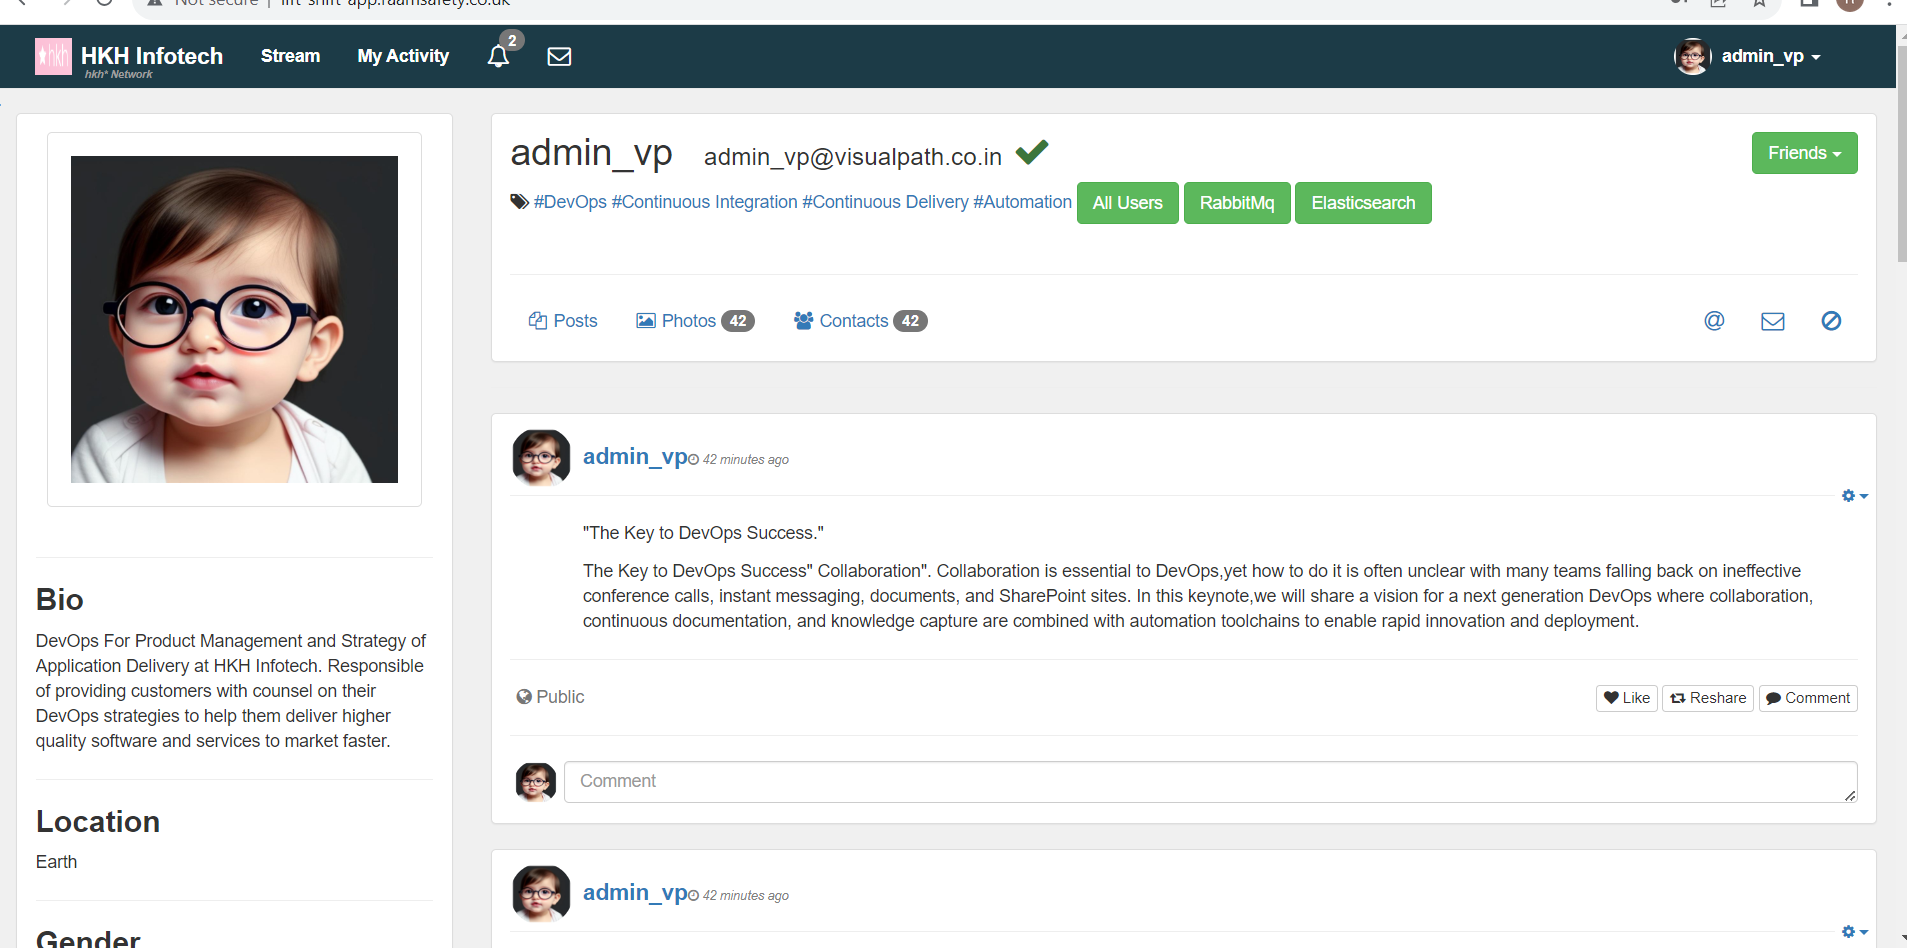 Not secure | lift-shift-app.raamsafety.co.uk
hkh HKH Infotech Stream My Activity 2 admin_vp
hkh* Network
admin_vp admin_vp@visualpath.co.in Friends
#DevOps #Continuous Integration #Continuous Delivery #Automation All Users RabbitMq Elasticsearch
Posts Photos 42 Contacts 42 @
Bio
DevOps For Product Management and Strategy of
Application Delivery at HKH Infotech. Responsible
of providing customers with counsel on their
DevOps strategies to help them deliver higher
quality software and services to market faster.
Location
Earth
Gender
admin_vp 42 minutes ago
"The Key to DevOps Success."
The Key to DevOps Success" Collaboration". Collaboration is essential to DevOps,yet how to do it is often unclear with many teams falling back on ineffective
conference calls, instant messaging, documents, and SharePoint sites. In this keynote,we will share a vision for a next generation DevOps where collaboration,
continuous documentation, and knowledge capture are combined with automation toolchains to enable rapid innovation and deployment.
Public Like Reshare Comment
Comment
admin_vp 42 minutes ago